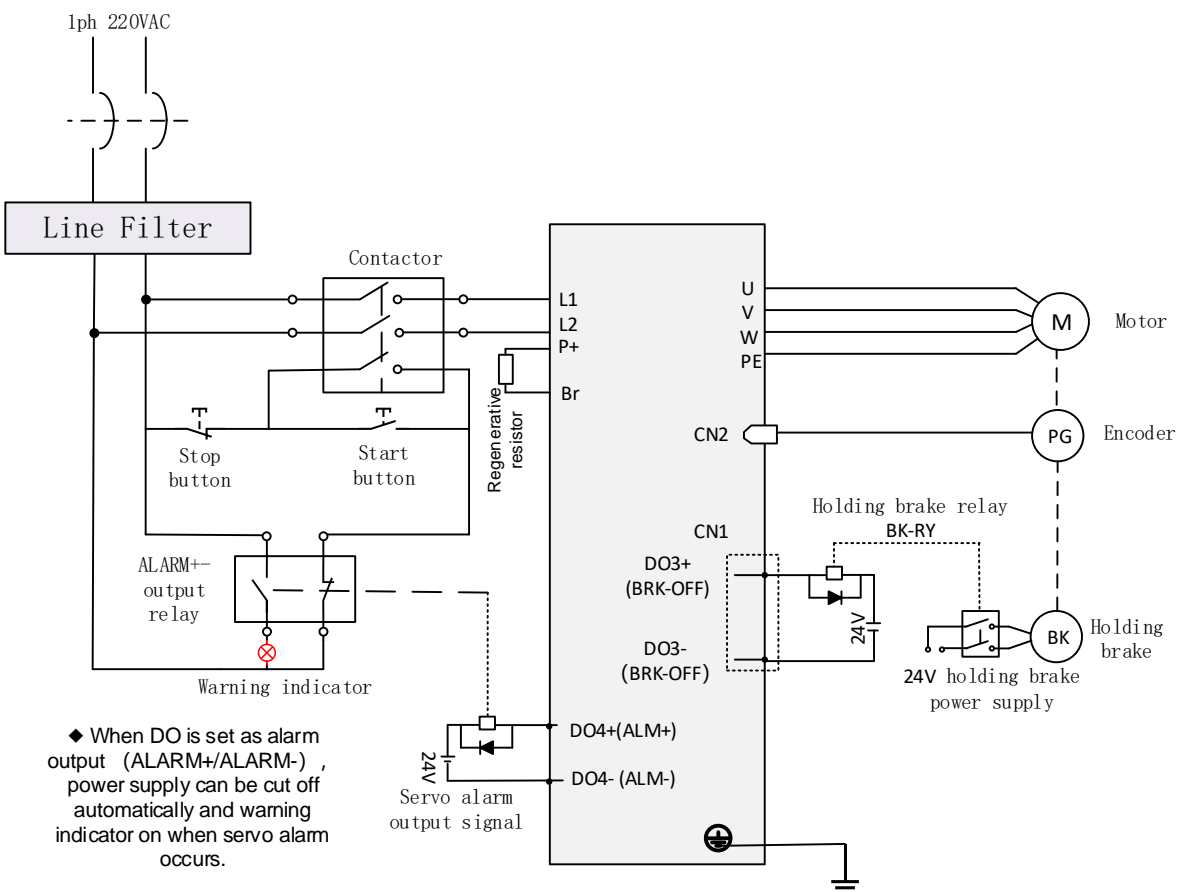 1ph 220VAC
Line Filter
Contactor
L1
L2
P+
Br
Regenerative
resistor
Stop
button
Start
button
ALARM+-
output
relay
Warning indicator
◆ When DO is set as alarm
output (ALARM+/ALARM-) ,
power supply can be cut off
automatically and warning
indicator on when servo alarm
occurs.
24V
Servo alarm
output signal
U
V
W
PE
CN2
CN1
DO3+
(BRK-OFF)
DO3-
(BRK-OFF)
DO4+(ALM+)
DO4- (ALM-)
M
Motor
PG
Encoder
Holding brake relay
BK-RY
24V
BK
Holding
brake
24V holding brake
power supply